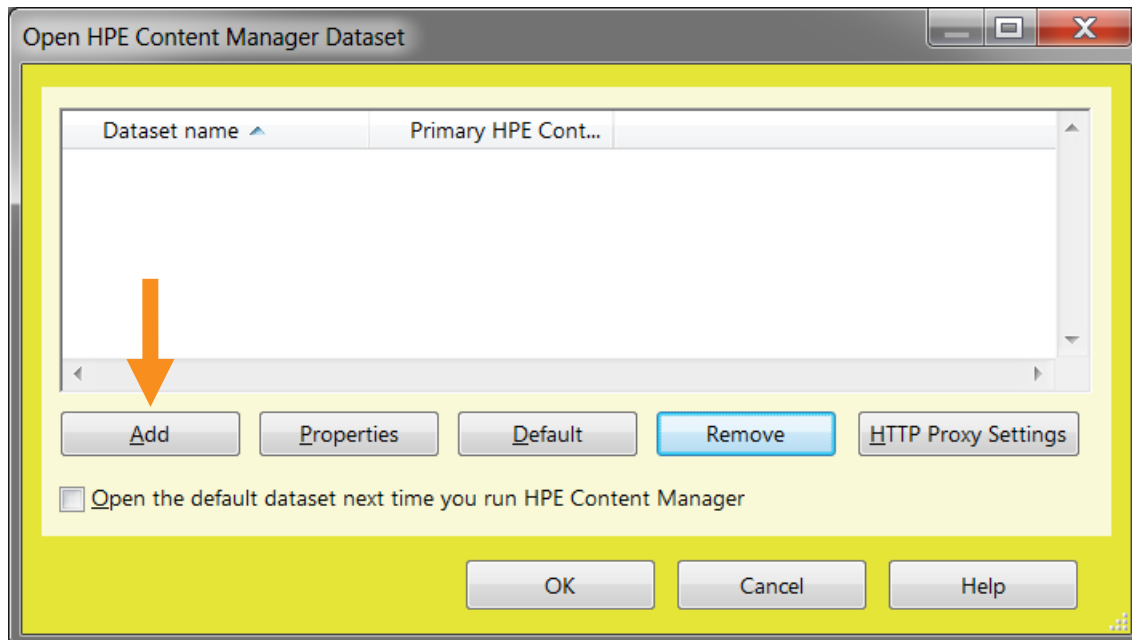 Open HPE Content Manager Dataset
X
Dataset name Primary HPE Cont...
Add Properties Default Remove HTTP Proxy Settings
Open the default dataset next time you run HPE Content Manager
OK Cancel Help